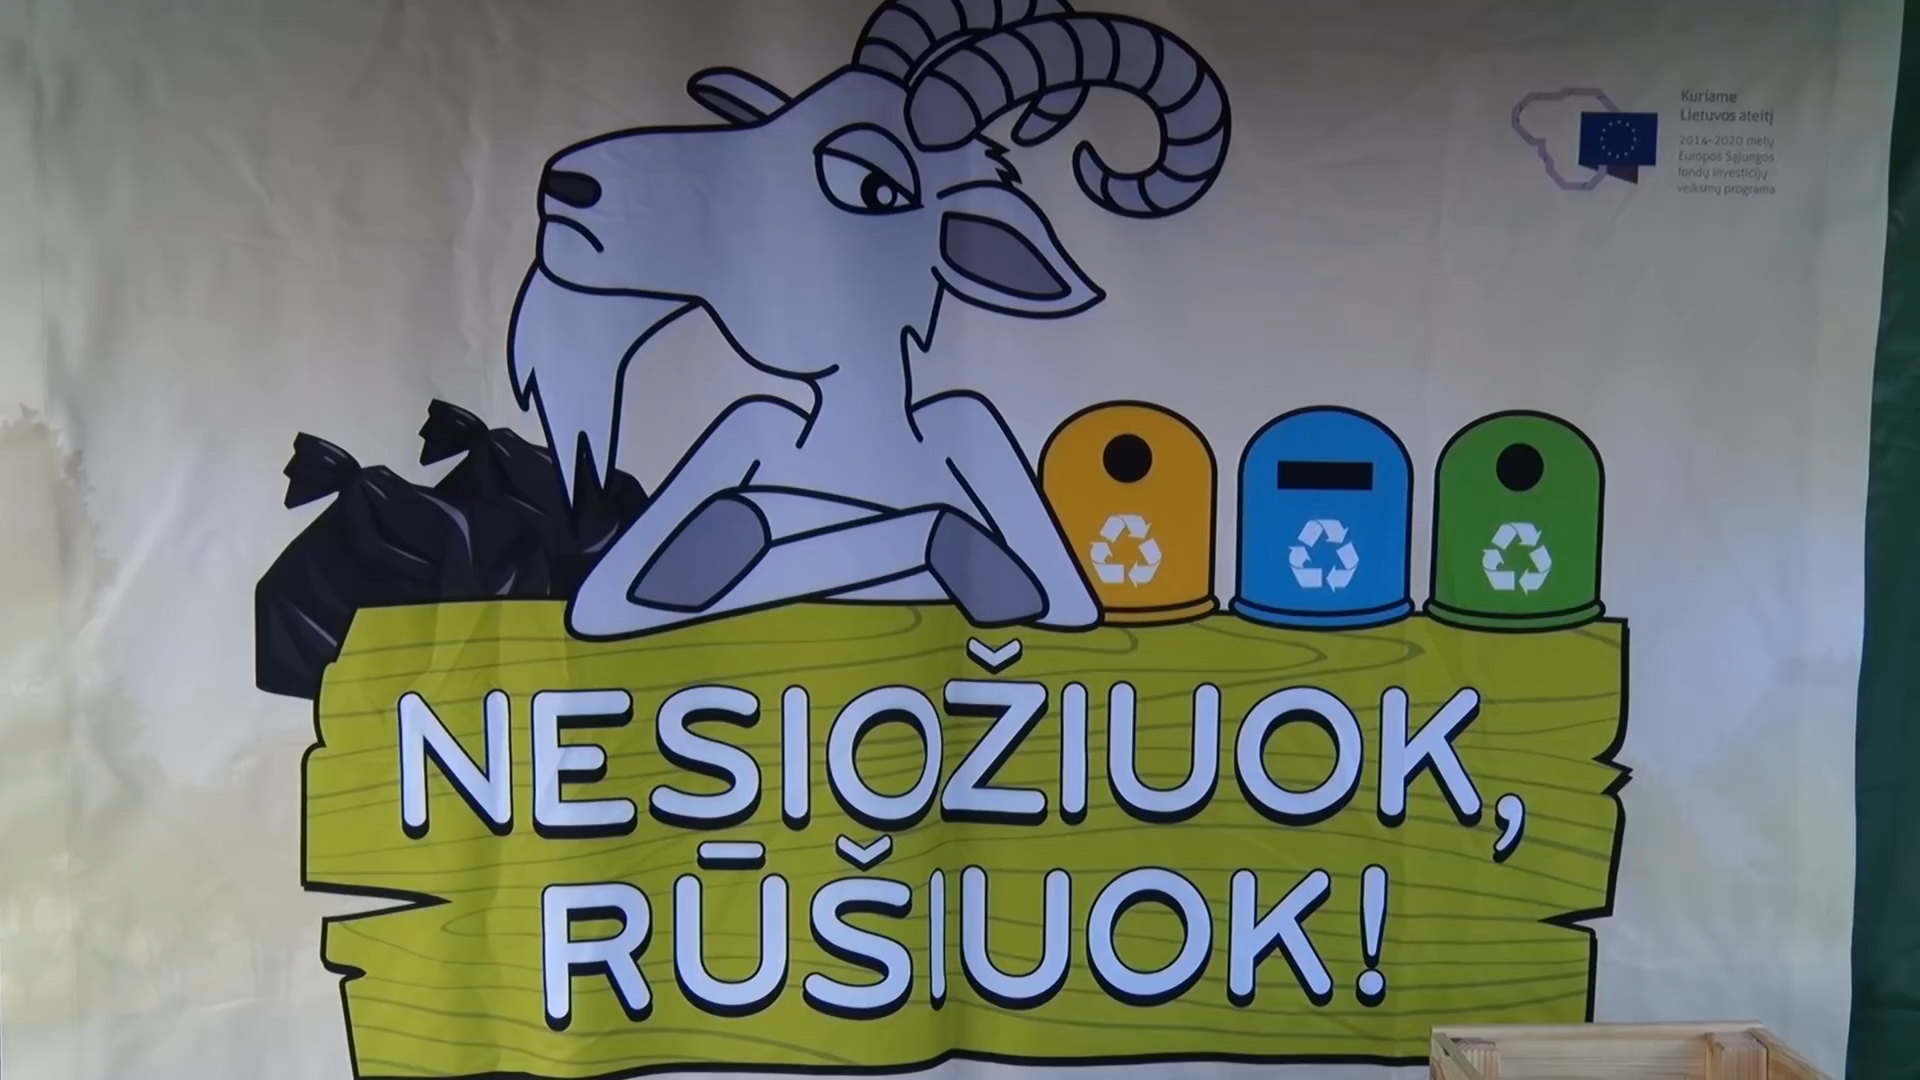 Kuriame
Lietuvos ateitį
2014–2020 metų
Europos Sąjungos
fondų investicijų
veiksmų programa
NESIOŽIUOK,
RŪŠIUOK!